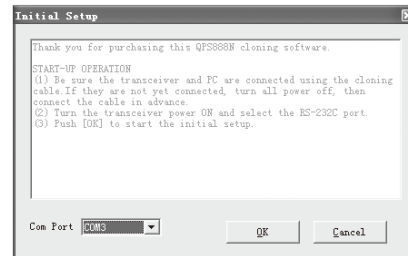 Initial Setup
Thank you for purchasing this QPS888N cloning software.
START-UP OPERATION
(1) Be sure the transceiver and PC are connected using the cloning
cable.If they are not yet connected, turn all power off, then
connect the cable in advance.
(2) Turn the transceiver power ON and select the RS-232C port.
(3) Push [OK] to start the initial setup.
Com Port COM3
OK Cancel